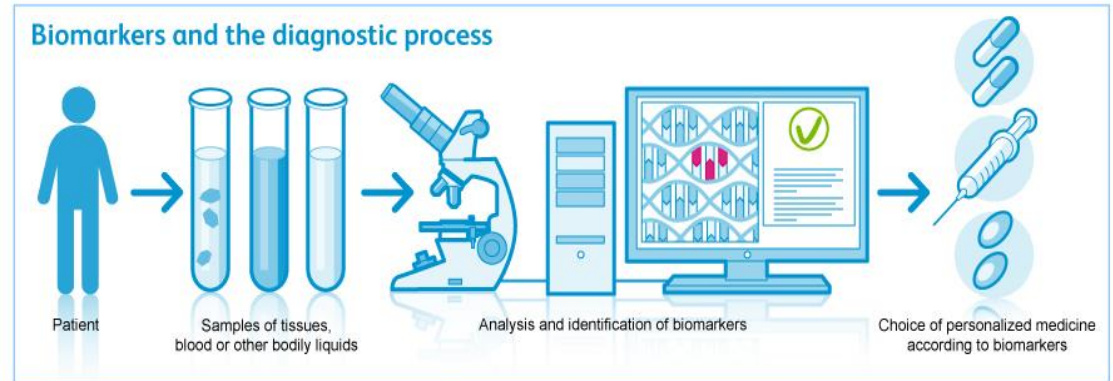 Biomarkers and the diagnostic process
Patient
Samples of tissues,
blood or other bodily liquids
Analysis and identification of biomarkers
Choice of personalized medicine
according to biomarkers